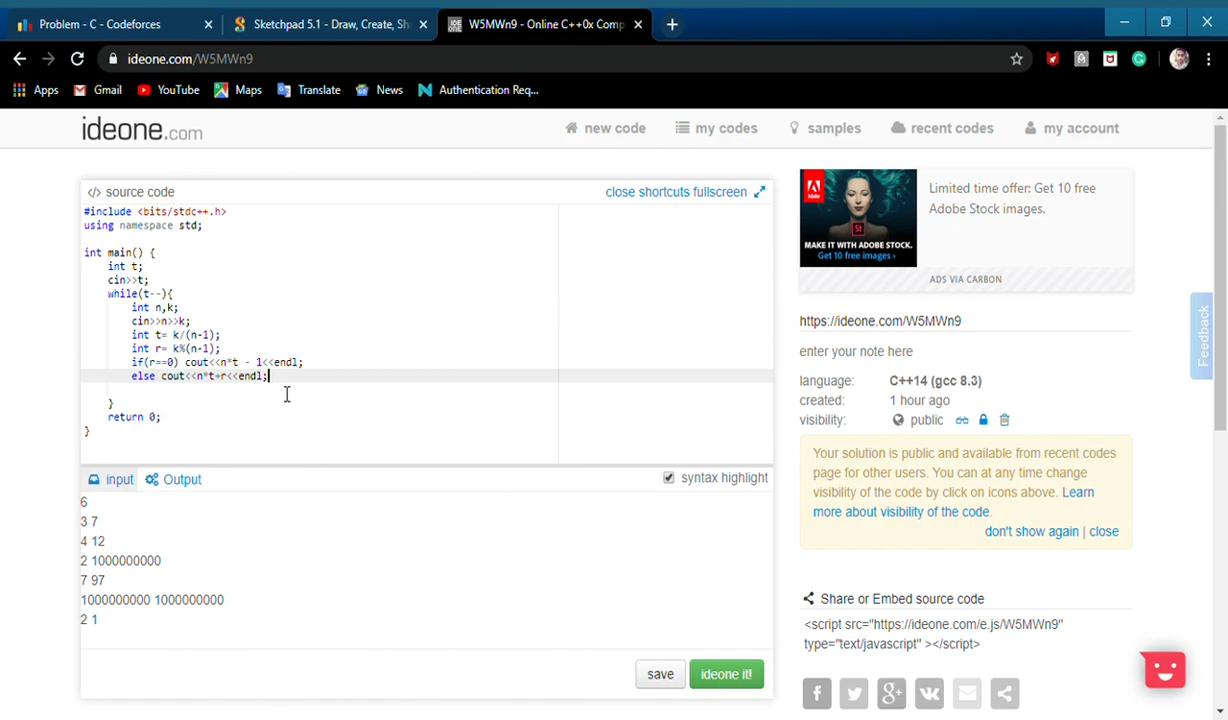 Problem - C - Codeforces
Sketchpad 5.1 - Draw, Create, Sh
W5MWn9 - Online C++0x Comp
ideone.com/W5MWn9
Apps
Gmail
YouTube
Maps
Translate
News
Authentication Req...
ideone.com
new code
my codes
samples
recent codes
my account
</> source code
close shortcuts fullscreen
#include <bits/stdc++.h>
using namespace std;
int main() {
int t;
cin>>t;
while(t--){
int n,k;
cin>>n>>k;
int t= k/(n-1);
int r= k%(n-1);
if(r==0) cout<<n*t - 1<<endl;
else cout<<n*t+r<<endl;
}
return 0;
}
input
Output
syntax highlight
6
3 7
4 12
2 1000000000
7 97
1000000000 1000000000
2 1
save
ideone it!
MAKE IT WITH ADOBE STOCK.
Get 10 free images ›
Limited time offer: Get 10 free
Adobe Stock images.
ADS VIA CARBON
https://ideone.com/W5MWn9
enter your note here
language: C++14 (gcc 8.3)
created: 1 hour ago
visibility: public
Your solution is public and available from recent codes
page for other users. You can at any time change
visibility of the code by click on icons above. Learn
more about visibility of the code.
don't show again | close
Share or Embed source code
<script src="https://ideone.com/e.js/W5MWn9"
type="text/javascript" ></script>
Feedback